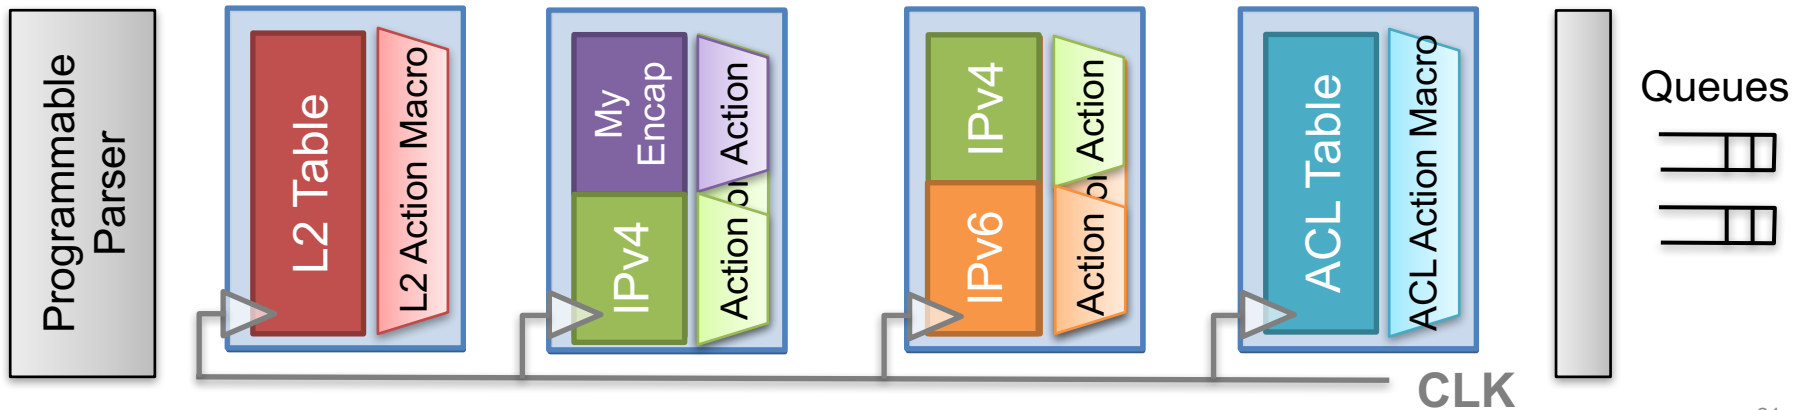 Programmable
Parser
L2 Table
L2 Action Macro
My
Encap
Action
IPv4
Action
IPv4
Action
IPv6
Action
ACL Table
ACL Action Macro
Queues
CLK